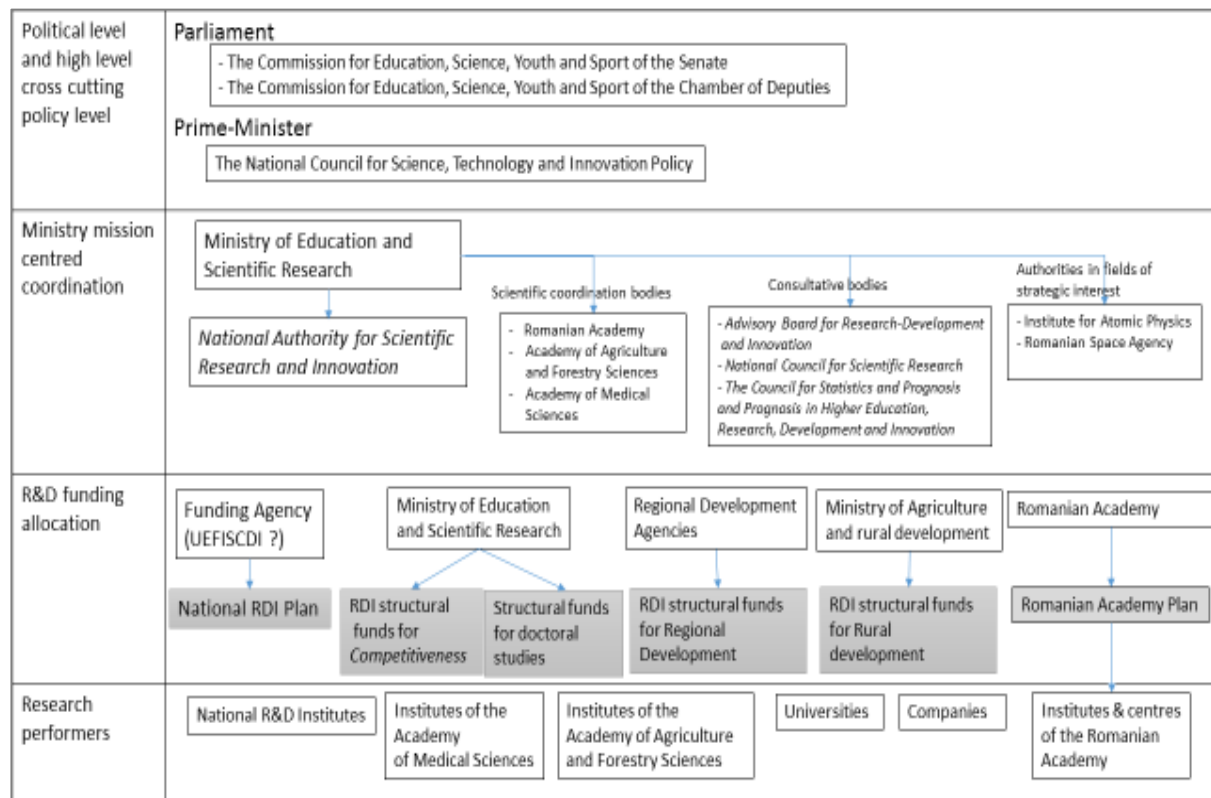 Political level
and high level
cross cutting
policy level
Parliament
- The Commission for Education, Science, Youth and Sport of the Senate
- The Commission for Education, Science, Youth and Sport of the Chamber of Deputies
Prime-Minister
The National Council for Science, Technology and Innovation Policy
Ministry mission
centred
coordination
Ministry of Education and
Scientific Research
National Authority for Scientific
Research and Innovation
Scientific coordination bodies
- Romanian Academy
- Academy of Agriculture
and Forestry Sciences
- Academy of Medical
Sciences
Consultative bodies
- Advisory Board for Research-Development
and Innovation
- National Council for Scientific Research
- The Council for Statistics and Prognosis
and Prognosis in Higher Education,
Research, Development and Innovation
Authorities in fields of
strategic interest
- Institute for Atomic Physics
- Romanian Space Agency
R&D funding
allocation
Funding Agency
(UEFISCDI ?)
Ministry of Education
and Scientific Research
Regional Development
Agencies
Ministry of Agriculture
and rural development
Romanian Academy
National RDI Plan
RDI structural
funds for
Competitiveness
Structural funds
for doctoral
studies
RDI structural funds
for Regional
Development
RDI structural funds
for Rural
development
Romanian Academy Plan
Research
performers
National R&D Institutes
Institutes of the
Academy
of Medical Sciences
Institutes of the
Academy of Agriculture
and Forestry Sciences
Universities
Companies
Institutes & centres
of the Romanian
Academy